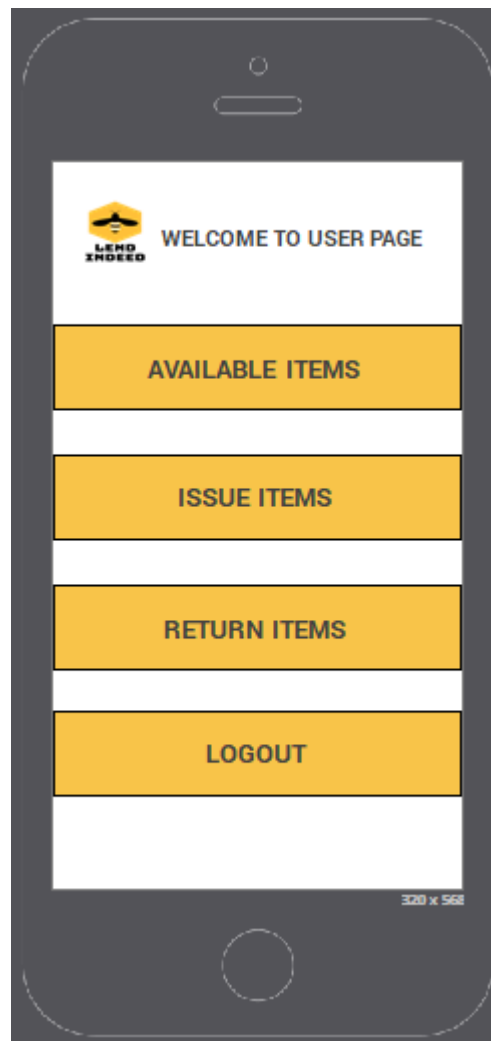 LEND
INDEED
WELCOME TO USER PAGE
AVAILABLE ITEMS
ISSUE ITEMS
RETURN ITEMS
LOGOUT
320 x 568